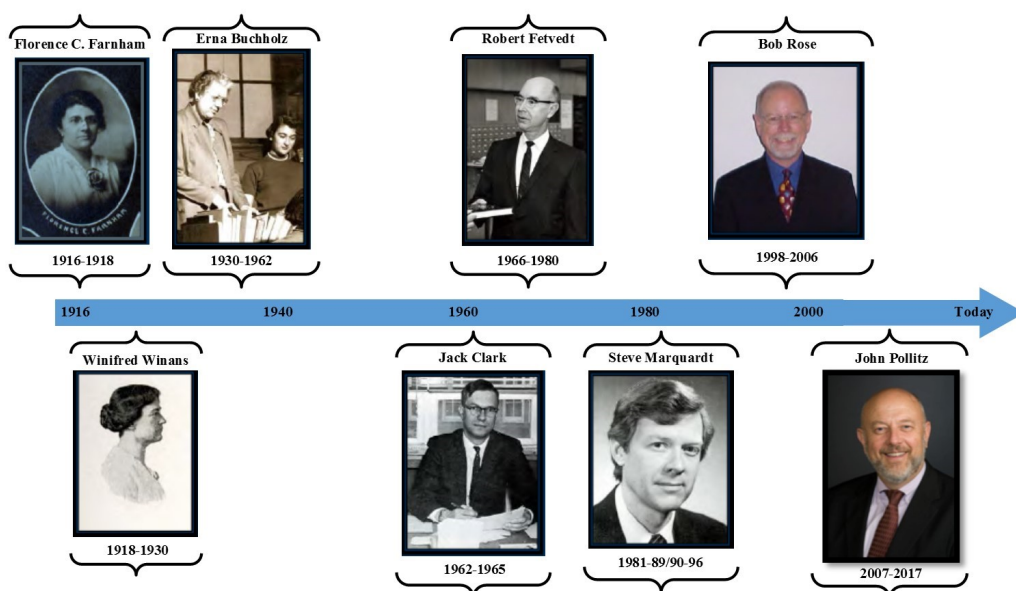 Florence C. Farnham
Erna Buchholz
Robert Fetvedt
Bob Rose
FLORENCE C. FARNHAM
1916-1918
1930-1962
1966-1980
1998-2006
1916
1940
1960
1980
2000
Today
Winifred Winans
Jack Clark
Steve Marquardt
John Pollitz
1918-1930
1962-1965
1981-89/90-96
2007-2017